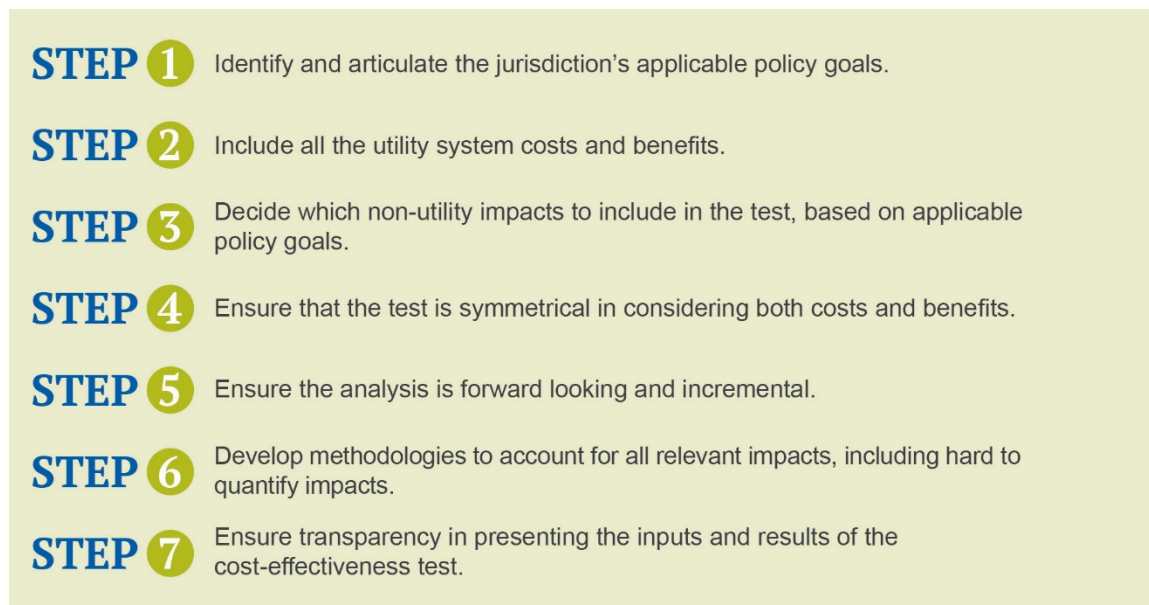 STEP 1 Identify and articulate the jurisdiction's applicable policy goals.
STEP 2 Include all the utility system costs and benefits.
STEP 3 Decide which non-utility impacts to include in the test, based on applicable
policy goals.
STEP 4 Ensure that the test is symmetrical in considering both costs and benefits.
STEP 5 Ensure the analysis is forward looking and incremental.
STEP 6 Develop methodologies to account for all relevant impacts, including hard to
quantify impacts.
STEP 7 Ensure transparency in presenting the inputs and results of the
cost-effectiveness test.